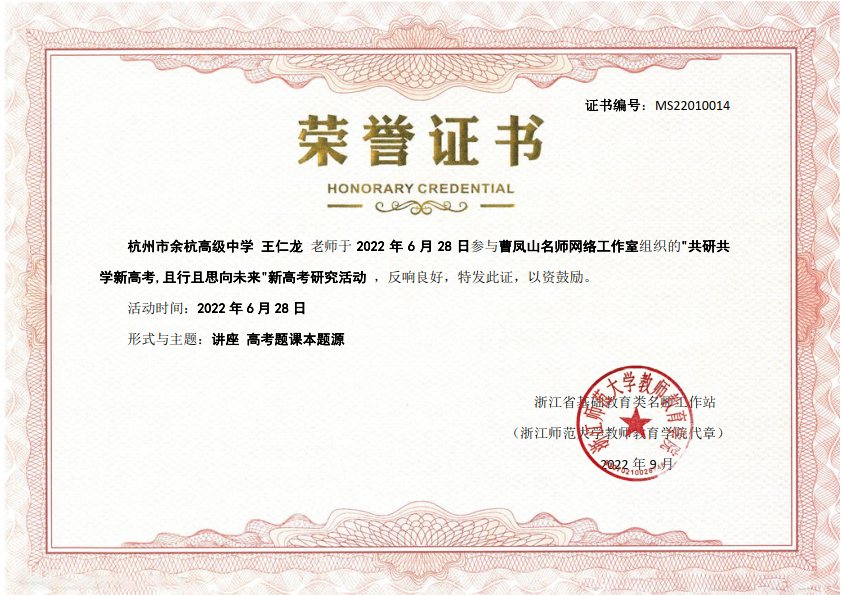 证书编号：MS22010014
荣誉证书
HONORARY CREDENTIAL
杭州市余杭高级中学 王仁龙 老师于 2022 年 6 月 28 日参与曹凤山名师网络工作室组织的"共研共
学新高考,且行且思向未来"新高考研究活动 ，反响良好，特发此证，以资鼓励。
活动时间：2022 年 6 月 28 日
形式与主题：讲座 高考题课本题源
浙江师范大学教师教育学院
浙江省基础教育类名师工作站
（浙江师范大学教师教育学院代章）
2022 年 9 月